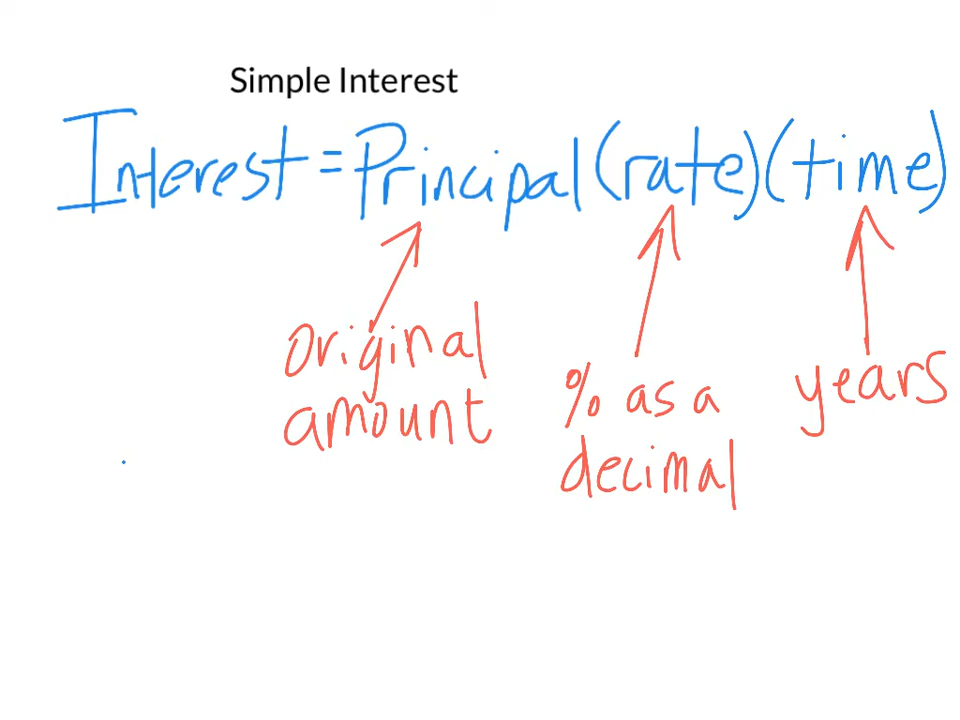 Simple Interest
Interest = Principal (rate)(time)
original
amount
% as a
decimal
years